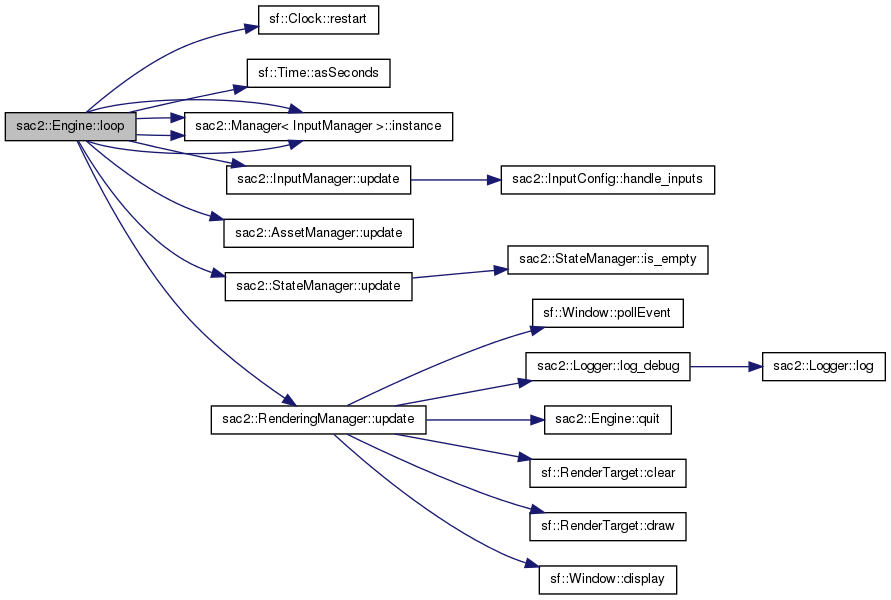 sf::Clock::restart
sf::Time::asSeconds
sac2::Engine::loop
sac2::Manager< InputManager >::instance
sac2::InputManager::update
sac2::InputConfig::handle_inputs
sac2::AssetManager::update
sac2::StateManager::is_empty
sac2::StateManager::update
sf::Window::pollEvent
sac2::Logger::log_debug
sac2::Logger::log
sac2::RenderingManager::update
sac2::Engine::quit
sf::RenderTarget::clear
sf::RenderTarget::draw
sf::Window::display